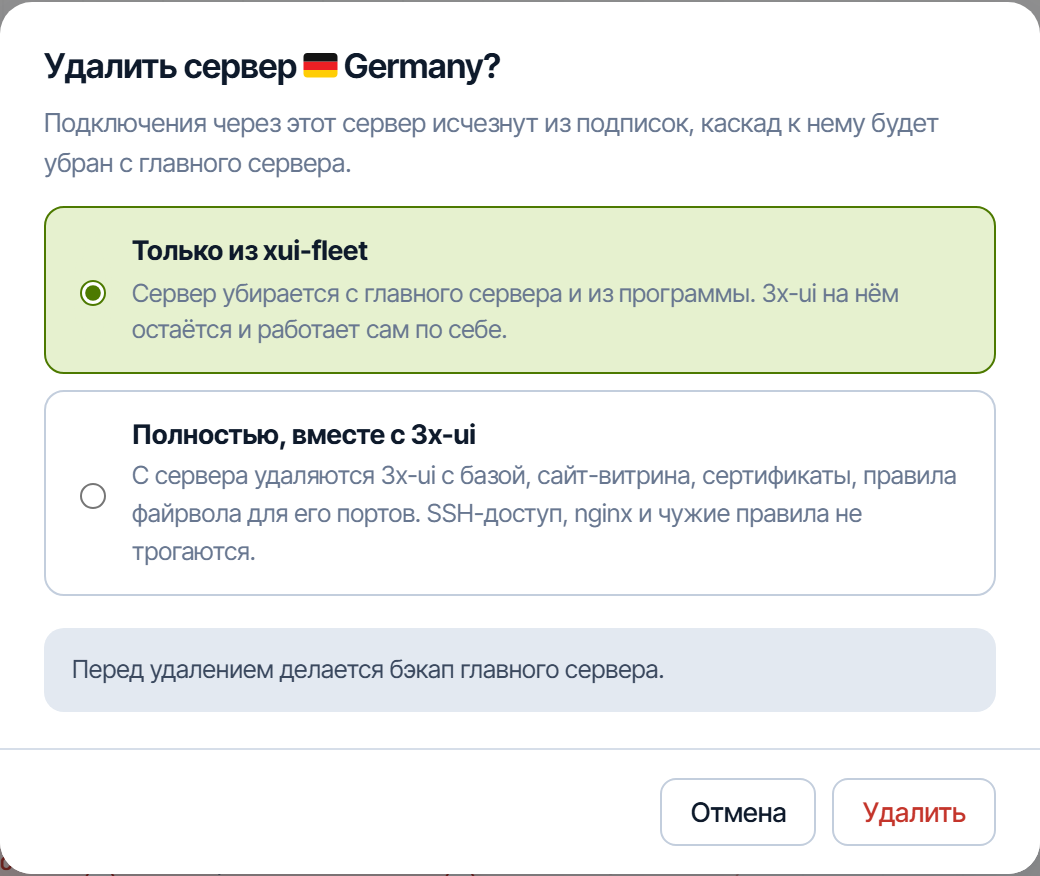 Удалить сервер 🇩🇪 Germany?
Подключения через этот сервер исчезнут из подписок, каскад к нему будет
убран с главного сервера.
Только из xui-fleet
Сервер убирается с главного сервера и из программы. 3x-ui на нём
остаётся и работает сам по себе.
Полностью, вместе с 3x-ui
С сервера удаляются 3x-ui с базой, сайт-витрина, сертификаты, правила
файрвола для его портов. SSH-доступ, nginx и чужие правила не
трогаются.
Перед удалением делается бэкап главного сервера.
Отмена
Удалить